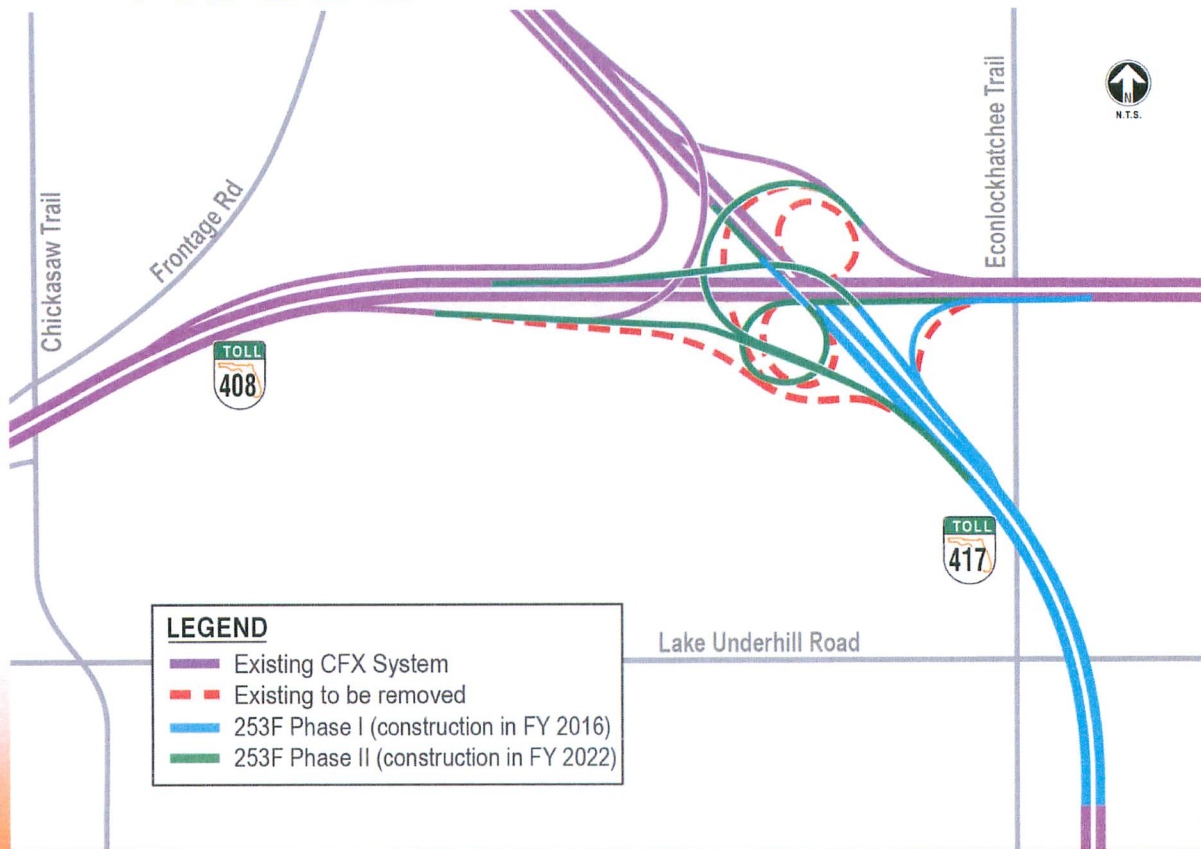 Chickasaw Trail
Frontage Rd
Econlockhatchee Trail
N
N.T.S.
TOLL
408
TOLL
417
Lake Underhill Road
LEGEND
Existing CFX System
Existing to be removed
253F Phase I (construction in FY 2016)
253F Phase II (construction in FY 2022)